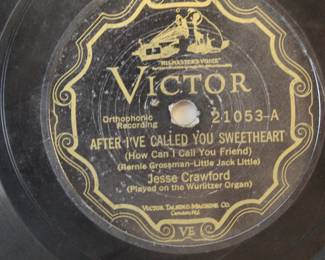 "HIS MASTER'S VOICE"
VICTOR
Orthophonic
Recording
21053-A
AFTER I'VE CALLED YOU SWEETHEART
(How Can I Call You Friend)
(Bernie Grossman-Little Jack Little)
Jesse Crawford
(Played on the Wurlitzer Organ)
VICTOR TALKING MACHINE CO.
Camden, N.J.
VE